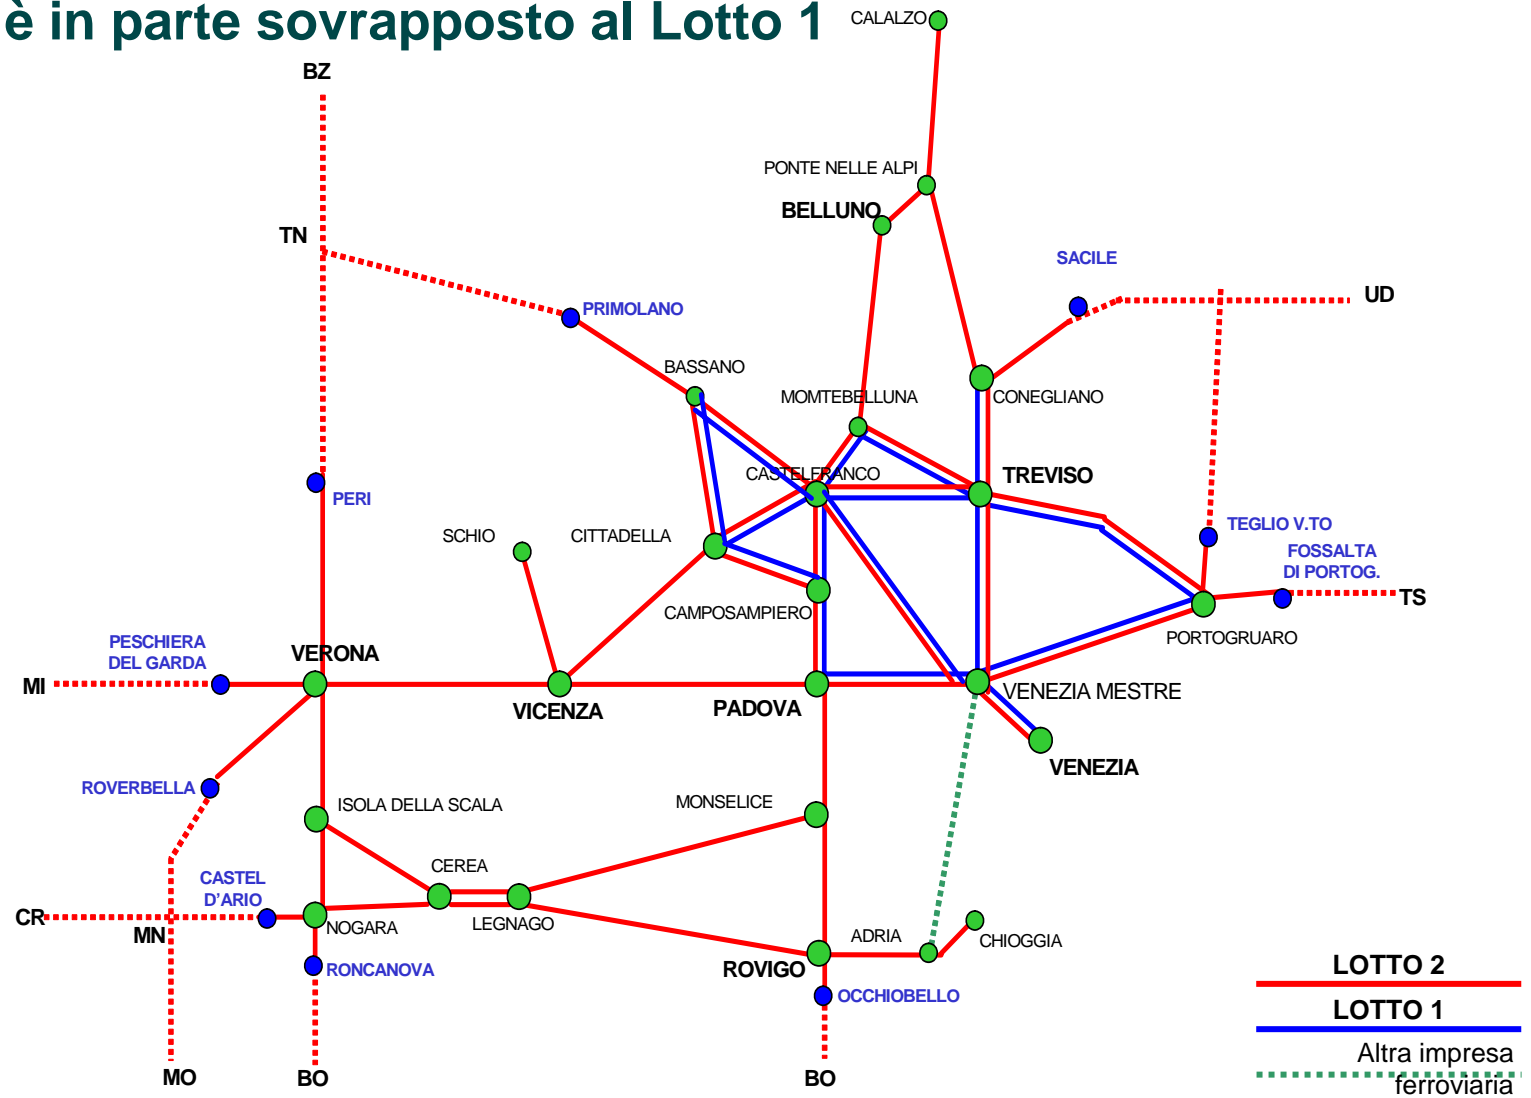 è in parte sovrapposto al Lotto 1
CALALZO
BZ
PONTE NELLE ALPI
BELLUNO
TN
SACILE
UD
PRIMOLANO
BASSANO
MOMTEBELLUNA
CONEGLIANO
CASTELFRANCO
TREVISO
PERI
SCHIO
CITTADELLA
TEGLIO V.TO
FOSSALTA
DI PORTOG.
TS
CAMPOSAMPIERO
PORTOGRUARO
PESCHIERA
DEL GARDA
VERONA
MI
VICENZA
PADOVA
VENEZIA MESTRE
VENEZIA
ROVERBELLA
ISOLA DELLA SCALA
MONSELICE
CEREA
CASTEL
D'ARIO
CR
MN
NOGARA
LEGNAGO
ADRIA
CHIOGGIA
RONCANOVA
ROVIGO
OCCHIOBELLO
MO
BO
BO
LOTTO 2
LOTTO 1
Altra impresa
ferroviaria